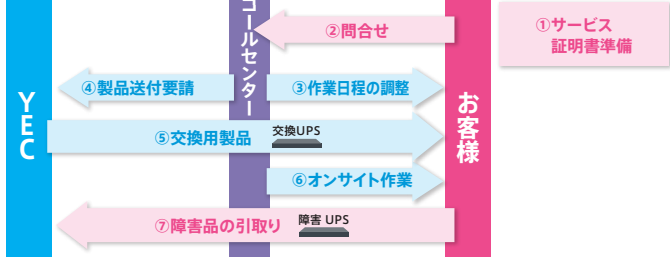 ①サービス
証明書準備
②問合せ
コールセンター
④製品送付要請
③作業日程の調整
YEC
お客様
⑤交換用製品
交換UPS
⑥オンサイト作業
⑦障害品の引取り
障害 UPS